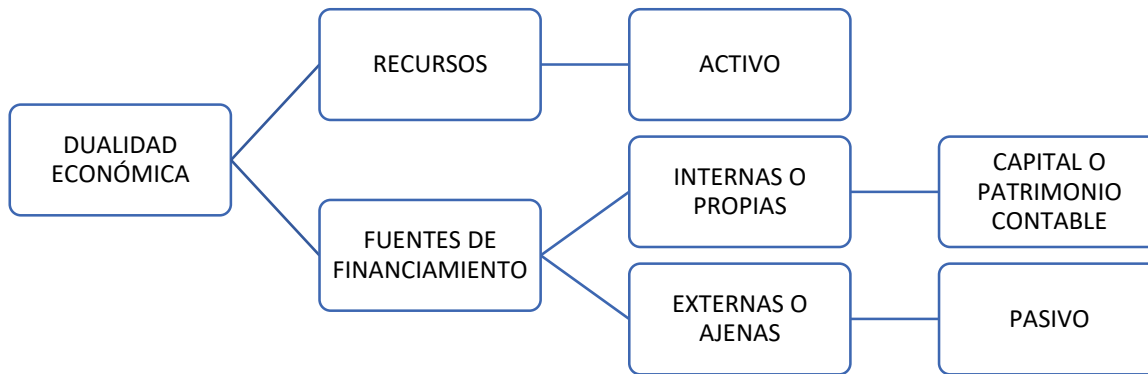 DUALIDAD
ECONÓMICA
RECURSOS
ACTIVO
FUENTES DE
FINANCIAMIENTO
INTERNAS O
PROPIAS
CAPITAL O
PATRIMONIO
CONTABLE
EXTERNAS O
AJENAS
PASIVO